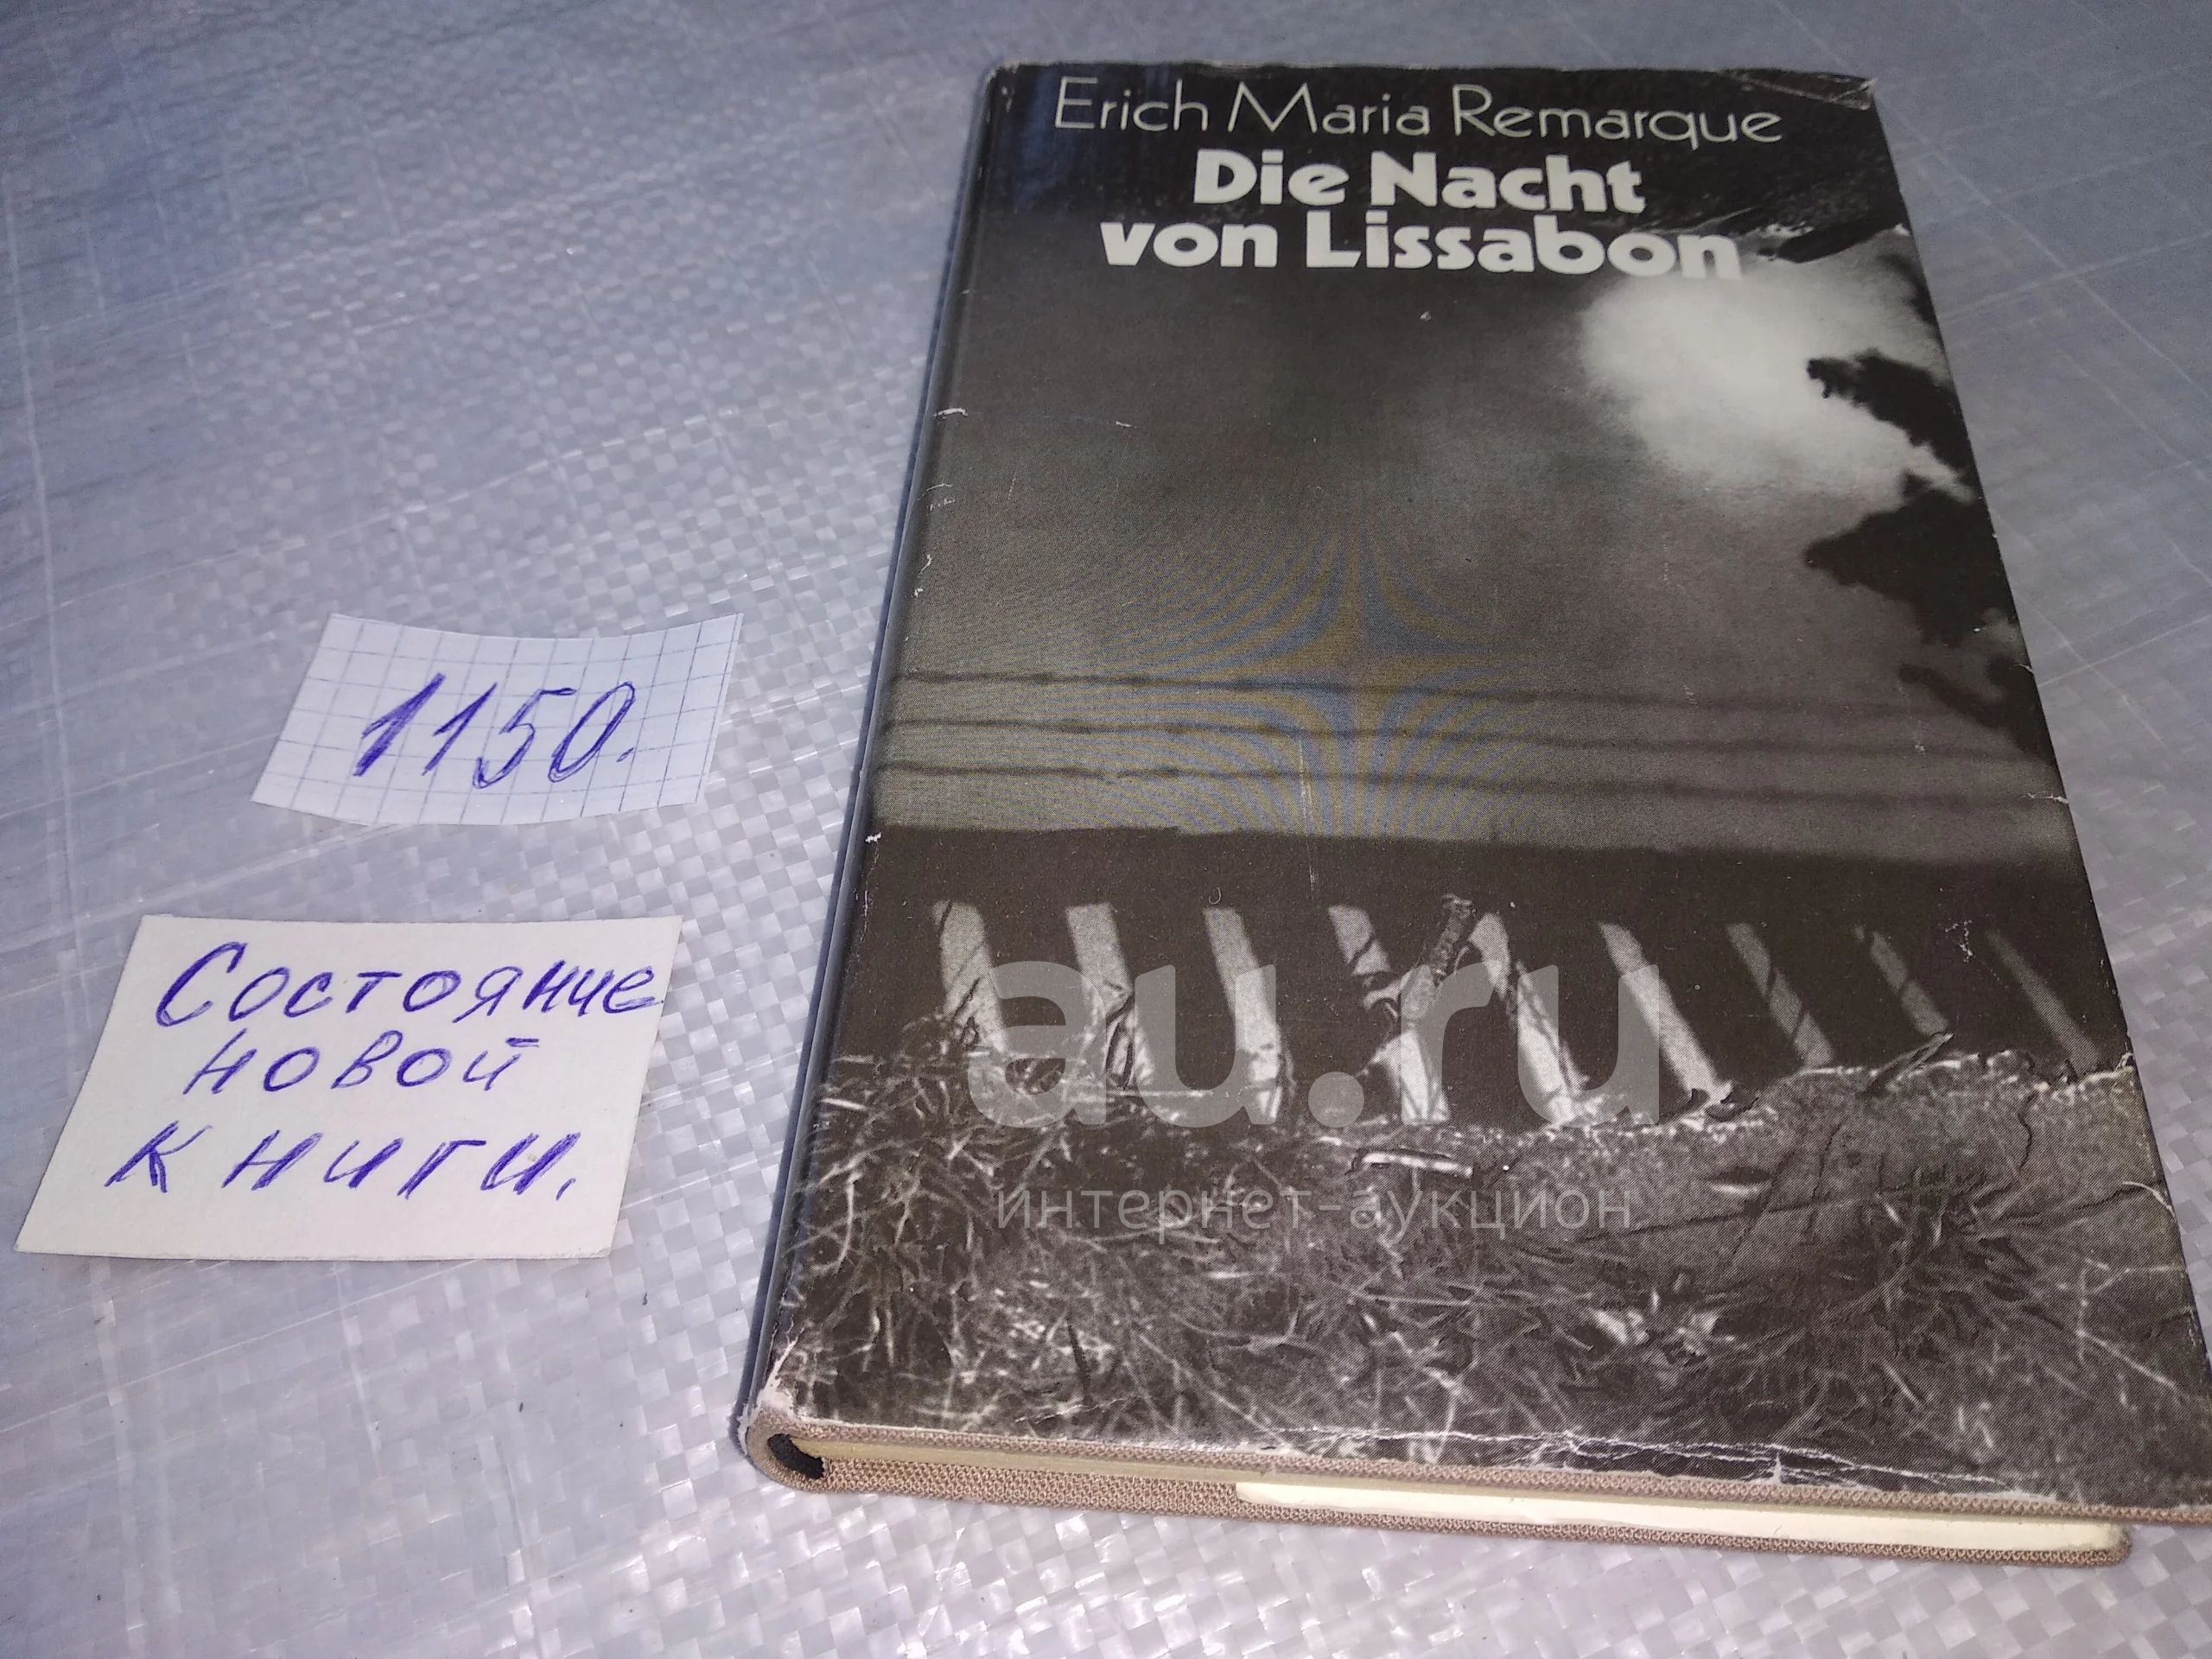 Erich Maria Remarque
Die Nacht
von Lissabon
1150.
Состояние
новой
книги.
au.ru
интернет-аукцион